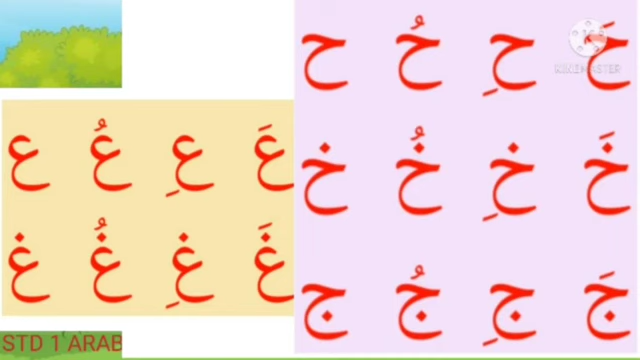 حَ حِ حُ ح
خَ خِ خُ خ
جَ جِ جُ ج
عَ عِ عُ ع
غَ غِ غُ غ
STD 1 ARAB
KINEMASTER